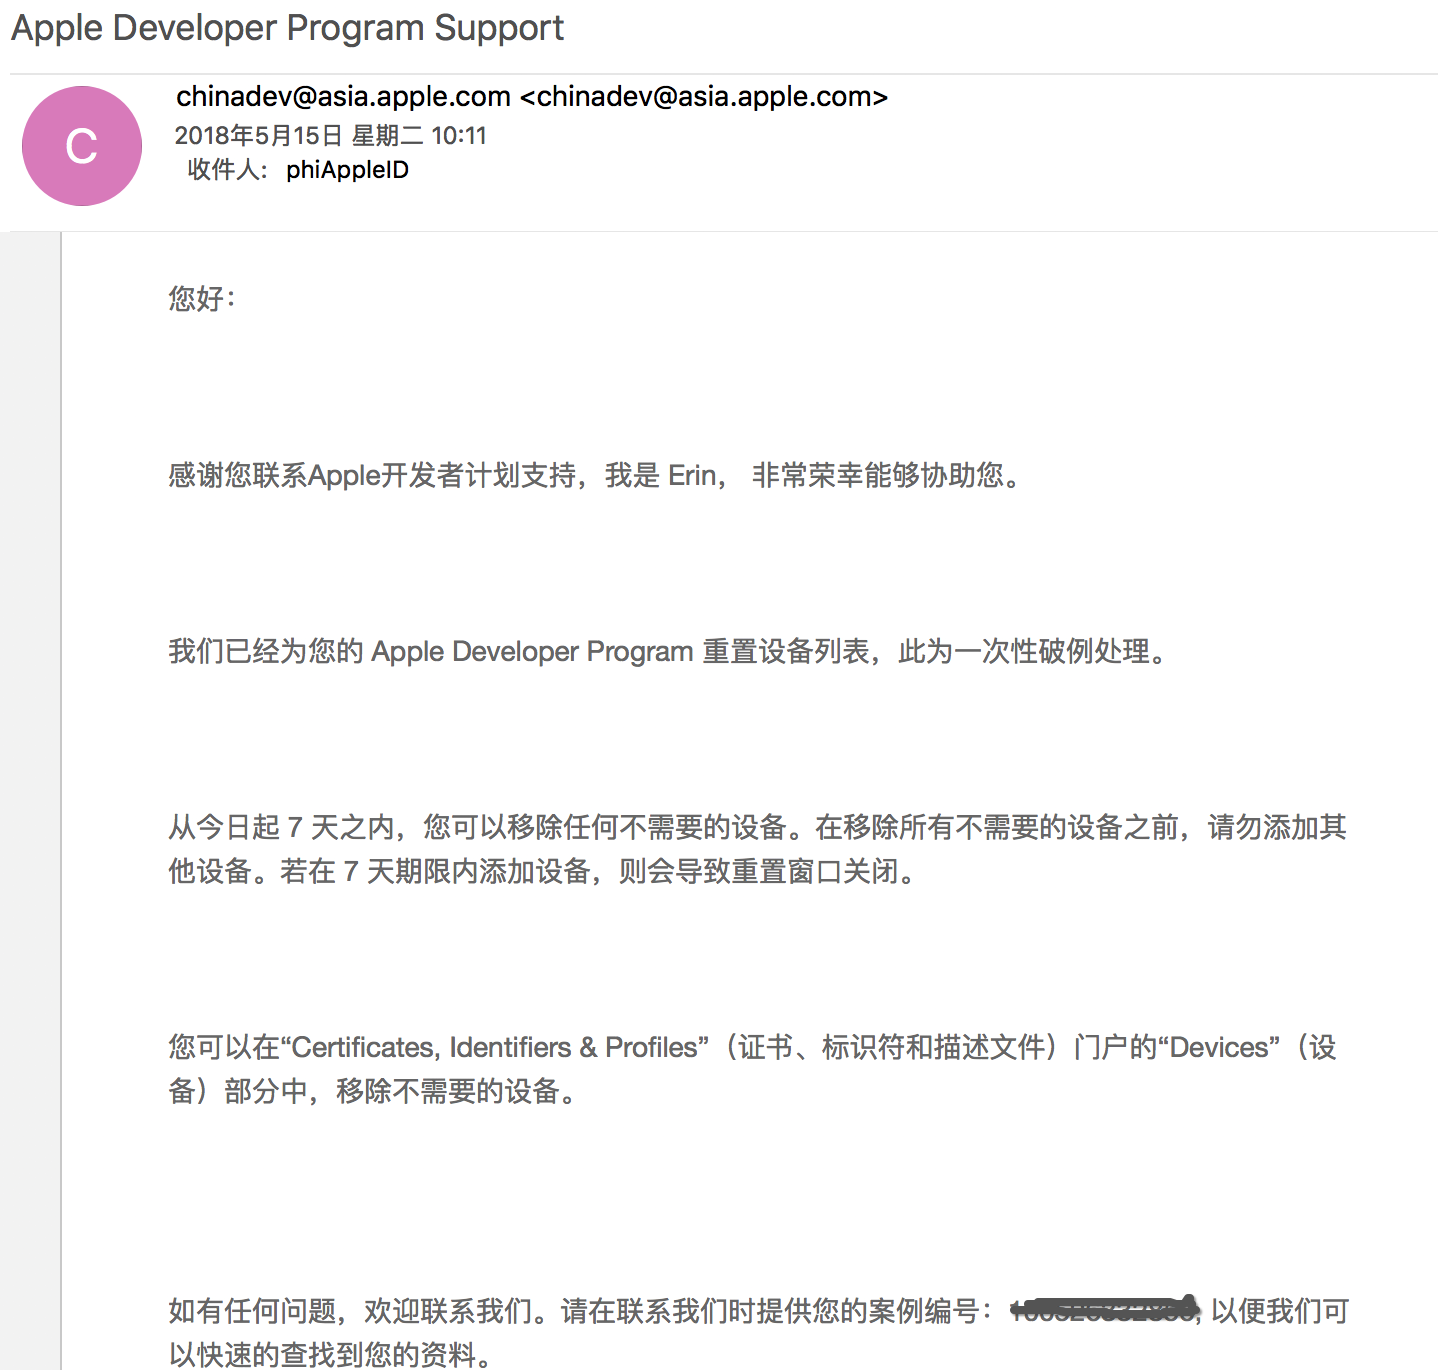 Apple Developer Program Support
C
chinadev@asia.apple.com <chinadev@asia.apple.com>
2018年5月15日 星期二 10:11
收件人： phiAppleID
您好：
感谢您联系Apple开发者计划支持，我是 Erin， 非常荣幸能够协助您。
我们已经为您的 Apple Developer Program 重置设备列表，此为一次性破例处理。
从今日起 7 天之内，您可以移除任何不需要的设备。在移除所有不需要的设备之前，请勿添加其
他设备。若在 7 天期限内添加设备，则会导致重置窗口关闭。
您可以在“Certificates, Identifiers & Profiles”（证书、标识符和描述文件）门户的“Devices”（设
备）部分中，移除不需要的设备。
如有任何问题，欢迎联系我们。请在联系我们时提供您的案例编号： , 以便我们可
以快速的查找到您的资料。